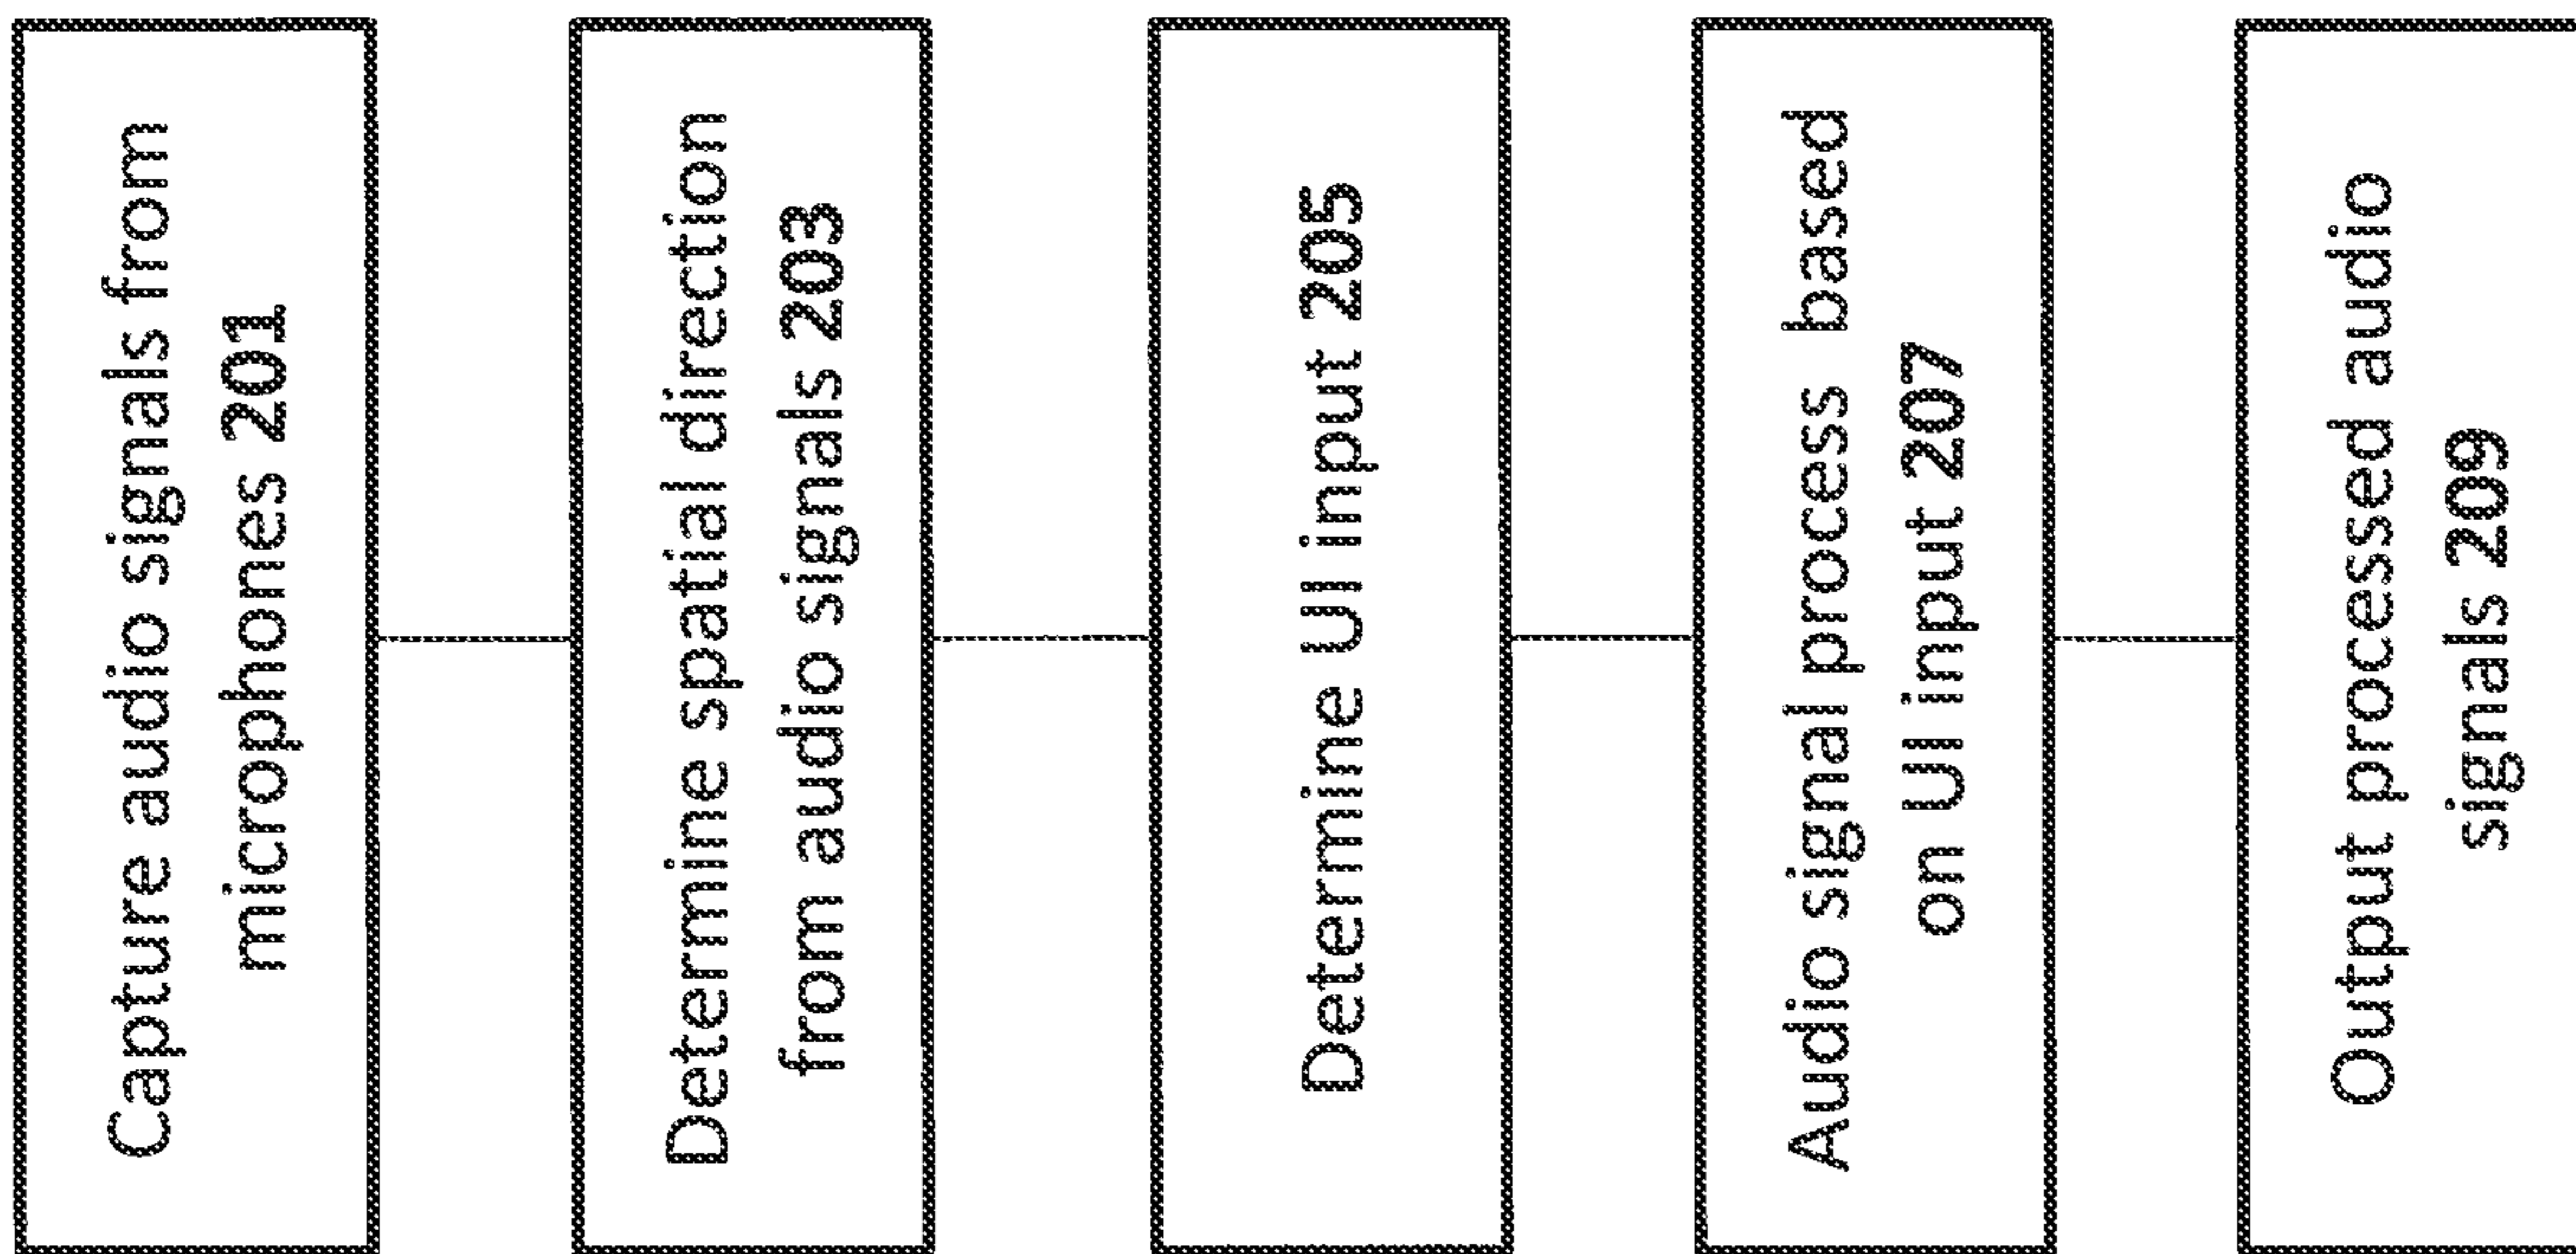 Capture audio signals from
microphones 201
Determine spatial direction
from audio signals 203
Determine UI input 205
Audio signal process based
on UI input 207
Output processed audio
signals 209